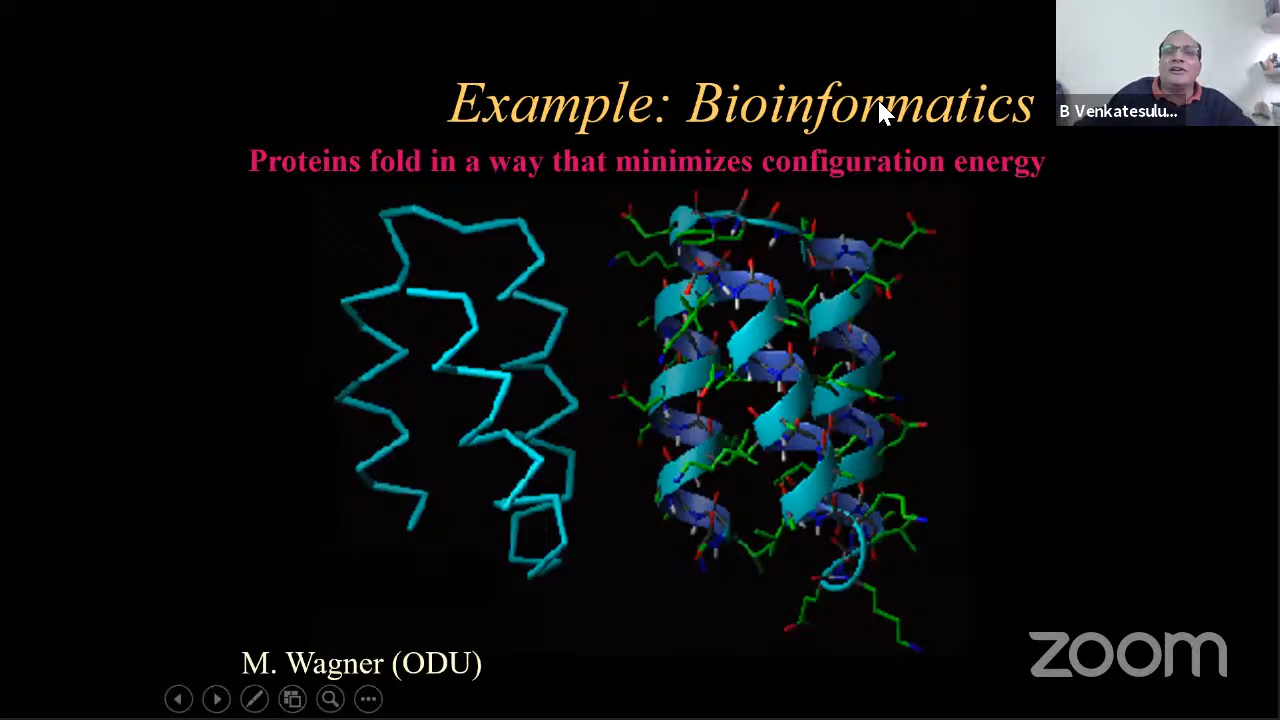 Example: Bioinformatics
B Venkatesulu...
Proteins fold in a way that minimizes configuration energy
M. Wagner (ODU)
zoom